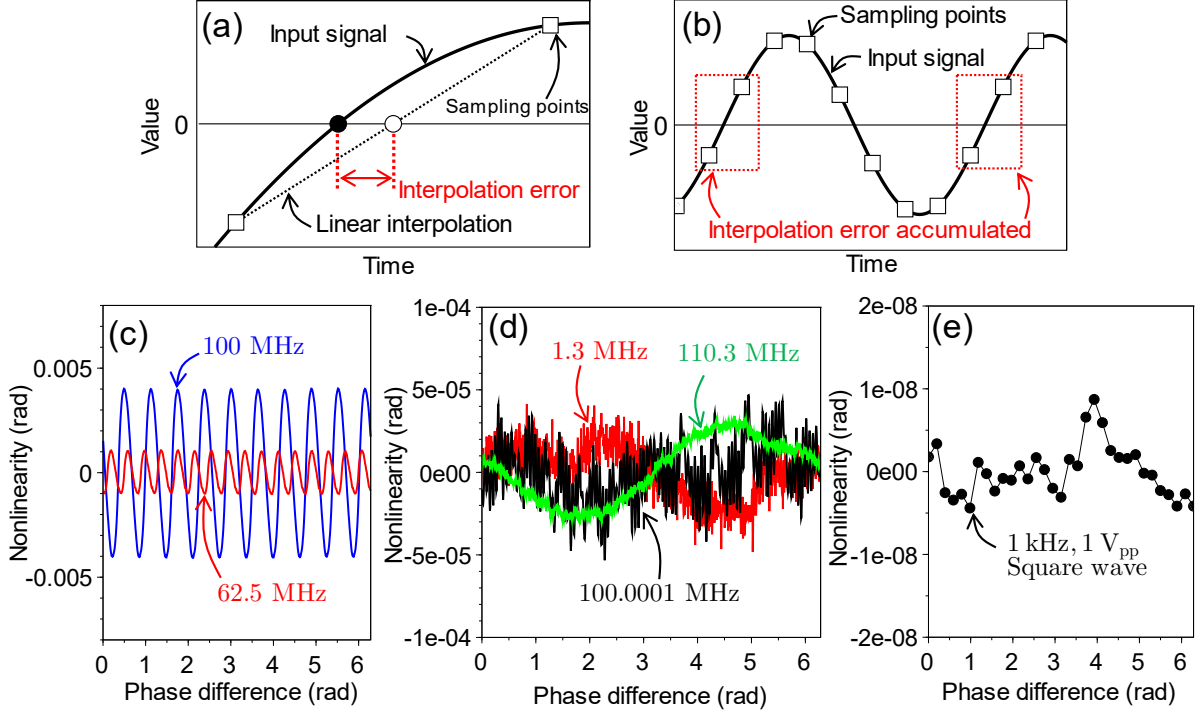 (a)
Input signal
Sampling points
Value
0
Interpolation error
Linear interpolation
Time
(b)
Sampling points
Input signal
Value
0
Interpolation error accumulated
Time
(c)
100 MHz
Nonlinearity (rad)
0.005
0
-0.005
62.5 MHz
0 1 2 3 4 5 6
Phase difference (rad)
(d)
1e-04
5e-05
0e00
-5e-05
-1e-04
Nonlinearity (rad)
1.3 MHz
110.3 MHz
100.0001 MHz
0 1 2 3 4 5 6
Phase difference (rad)
(e)
2e-08
1e-08
0e00
-1e-08
-2e-08
Nonlinearity (rad)
1 kHz, 1 Vpp
Square wave
0 1 2 3 4 5 6
Phase difference (rad)